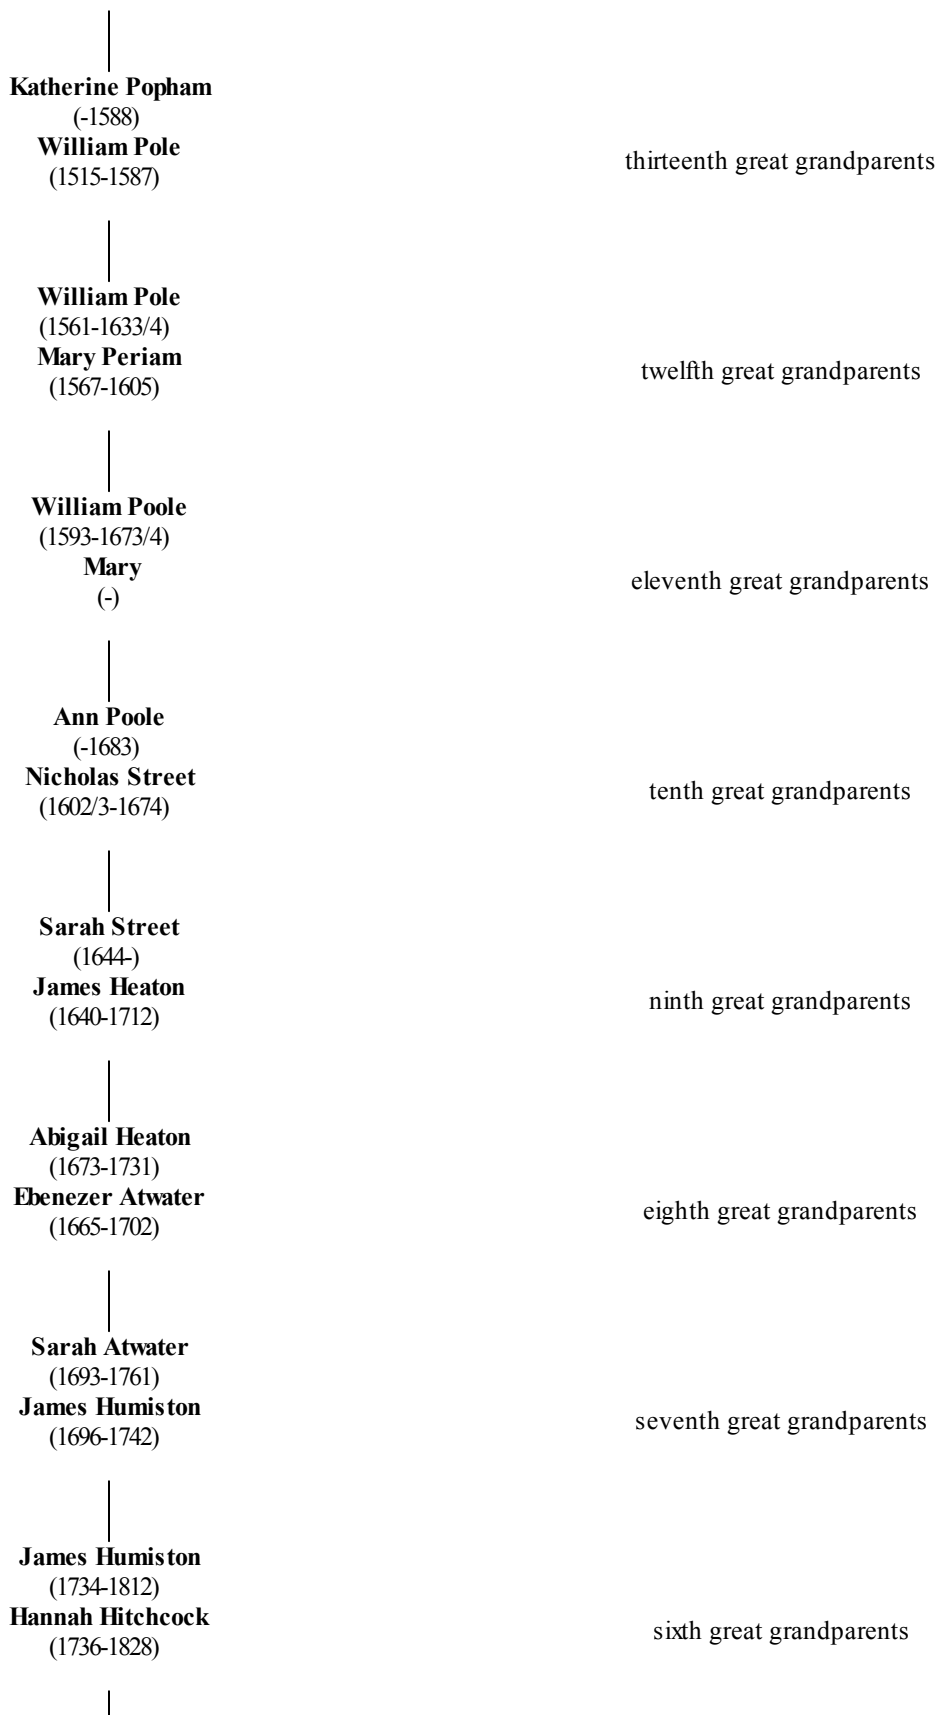 Katherine Popham
(-1588)
William Pole
(1515-1587)
thirteenth great grandparents
William Pole
(1561-1633/4)
Mary Periam
(1567-1605)
twelfth great grandparents
William Poole
(1593-1673/4)
Mary
(-)
eleventh great grandparents
Ann Poole
(-1683)
Nicholas Street
(1602/3-1674)
tenth great grandparents
Sarah Street
(1644-)
James Heaton
(1640-1712)
ninth great grandparents
Abigail Heaton
(1673-1731)
Ebenezer Atwater
(1665-1702)
eighth great grandparents
Sarah Atwater
(1693-1761)
James Humiston
(1696-1742)
seventh great grandparents
James Humiston
(1734-1812)
Hannah Hitchcock
(1736-1828)
sixth great grandparents